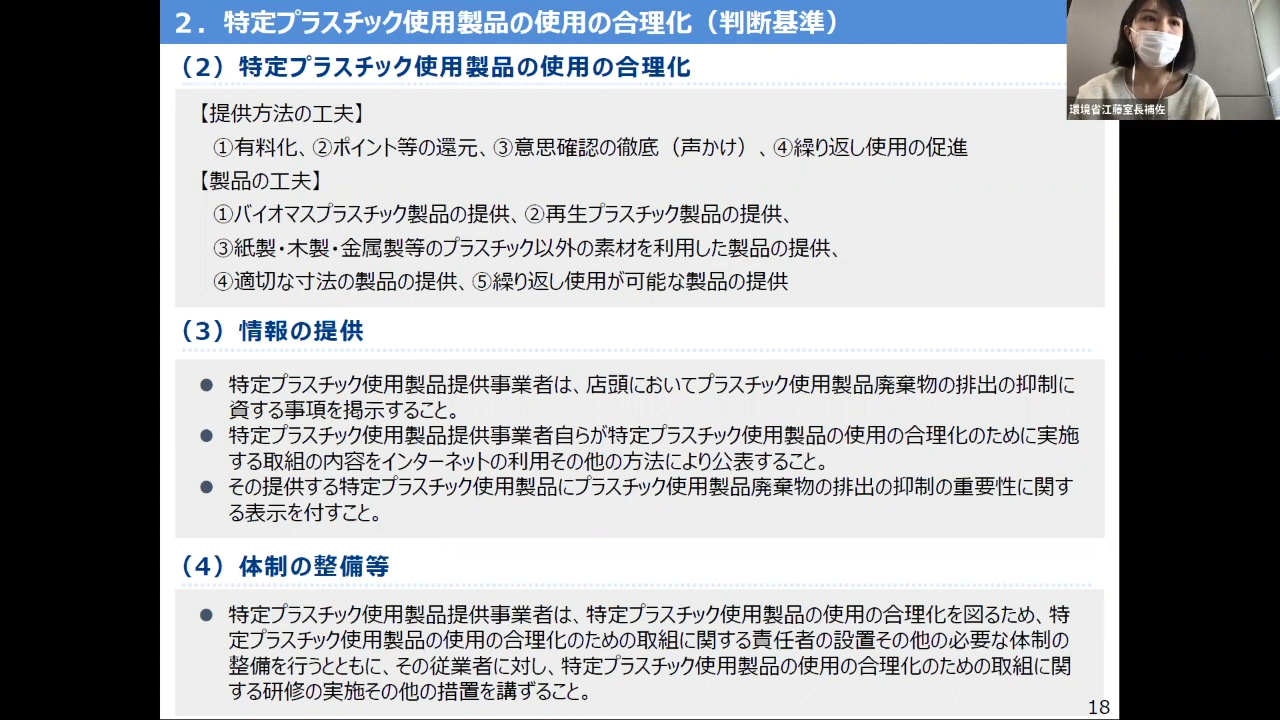 ２．特定プラスチック使用製品の使用の合理化（判断基準）
（2）特定プラスチック使用製品の使用の合理化
環境省江藤室長補佐
【提供方法の工夫】
①有料化、②ポイント等の還元、③意思確認の徹底（声かけ）、④繰り返し使用の促進
【製品の工夫】
①バイオマスプラスチック製品の提供、②再生プラスチック製品の提供、
③紙製・木製・金属製等のプラスチック以外の素材を利用した製品の提供、
④適切な寸法の製品の提供、⑤繰り返し使用が可能な製品の提供
（3）情報の提供
● 特定プラスチック使用製品提供事業者は、店頭においてプラスチック使用製品廃棄物の排出の抑制に
資する事項を掲示すること。
● 特定プラスチック使用製品提供事業者自らが特定プラスチック使用製品の使用の合理化のために実施
する取組の内容をインターネットの利用その他の方法により公表すること。
● その提供する特定プラスチック使用製品にプラスチック使用製品廃棄物の排出の抑制の重要性に関す
る表示を付すこと。
（4）体制の整備等
● 特定プラスチック使用製品提供事業者は、特定プラスチック使用製品の使用の合理化を図るため、特
定プラスチック使用製品の使用の合理化のための取組に関する責任者の設置その他の必要な体制の
整備を行うとともに、その従業者に対し、特定プラスチック使用製品の使用の合理化のための取組に関
する研修の実施その他の措置を講ずること。
18